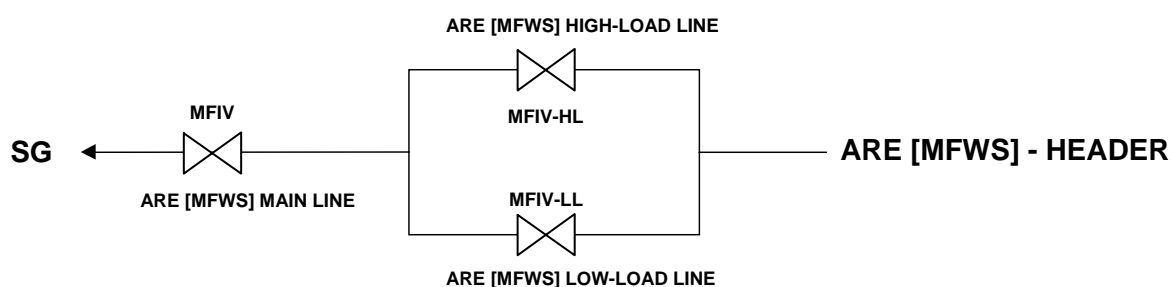 ARE [MFWS] HIGH-LOAD LINE
MFIV
MFIV-HL
SG
ARE [MFWS] - HEADER
ARE [MFWS] MAIN LINE
MFIV-LL
ARE [MFWS] LOW-LOAD LINE